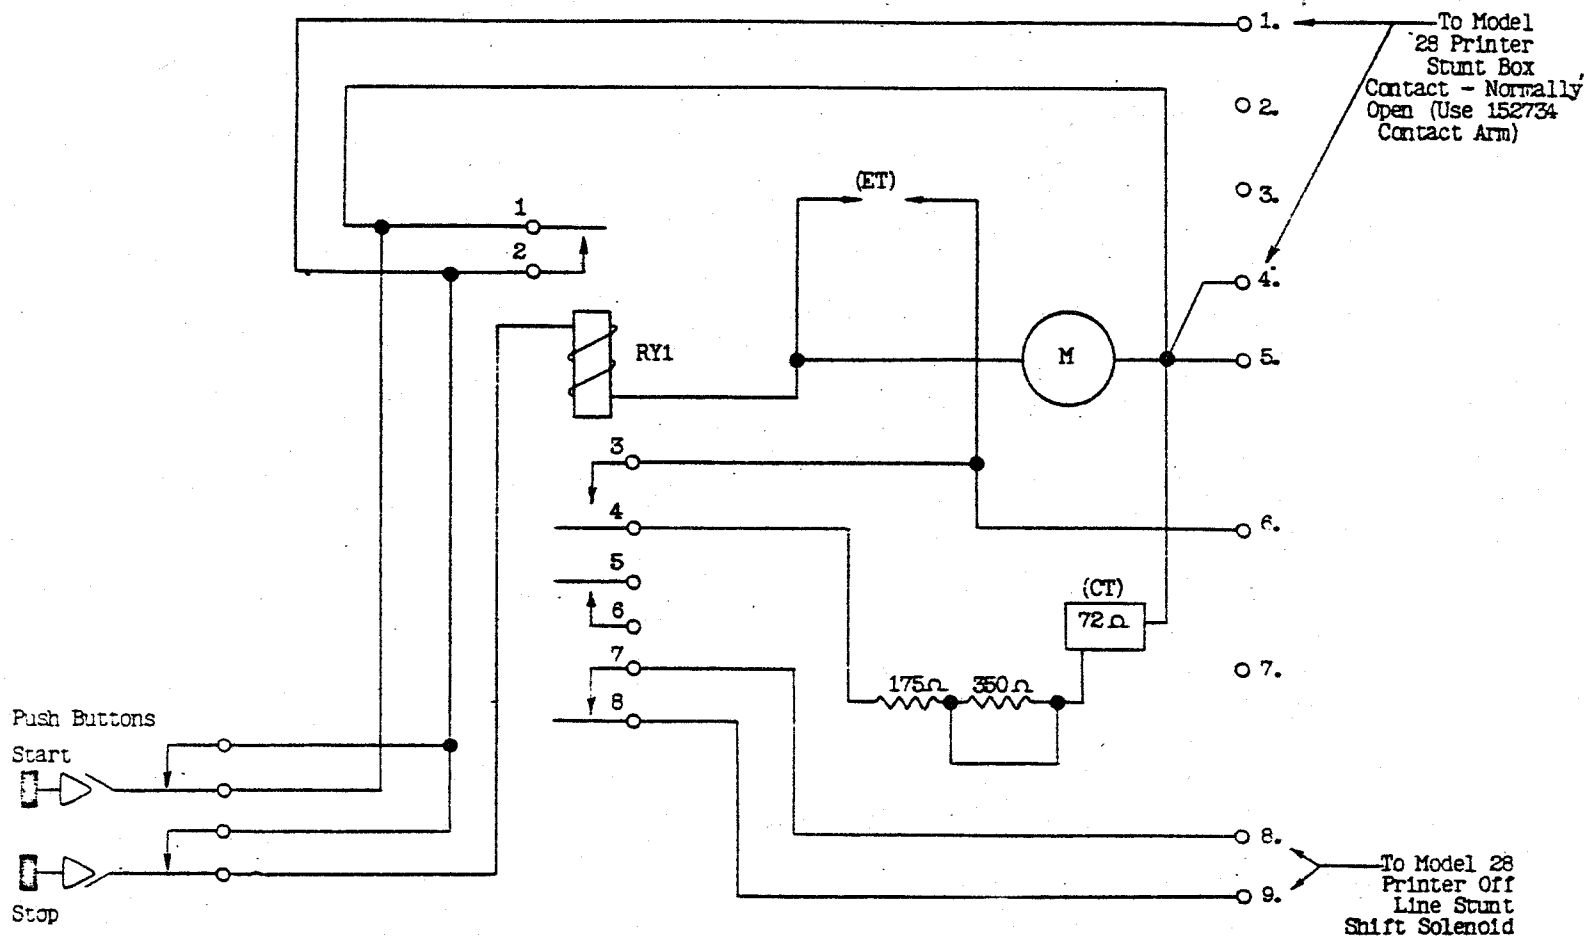 1.
To Model
28 Printer
Stunt Box
Contact - Normally
Open (Use 152734
Contact Arm)
2.
(ET)
3.
1
2
4.
RY1
M
5.
3
4
6.
5
(CT)
72Ω
6
7
7.
175Ω 350Ω
8
Push Buttons
Start
8.
To Model 28
Printer Off
Line Stunt
Shift Solenoid
9.
Stop